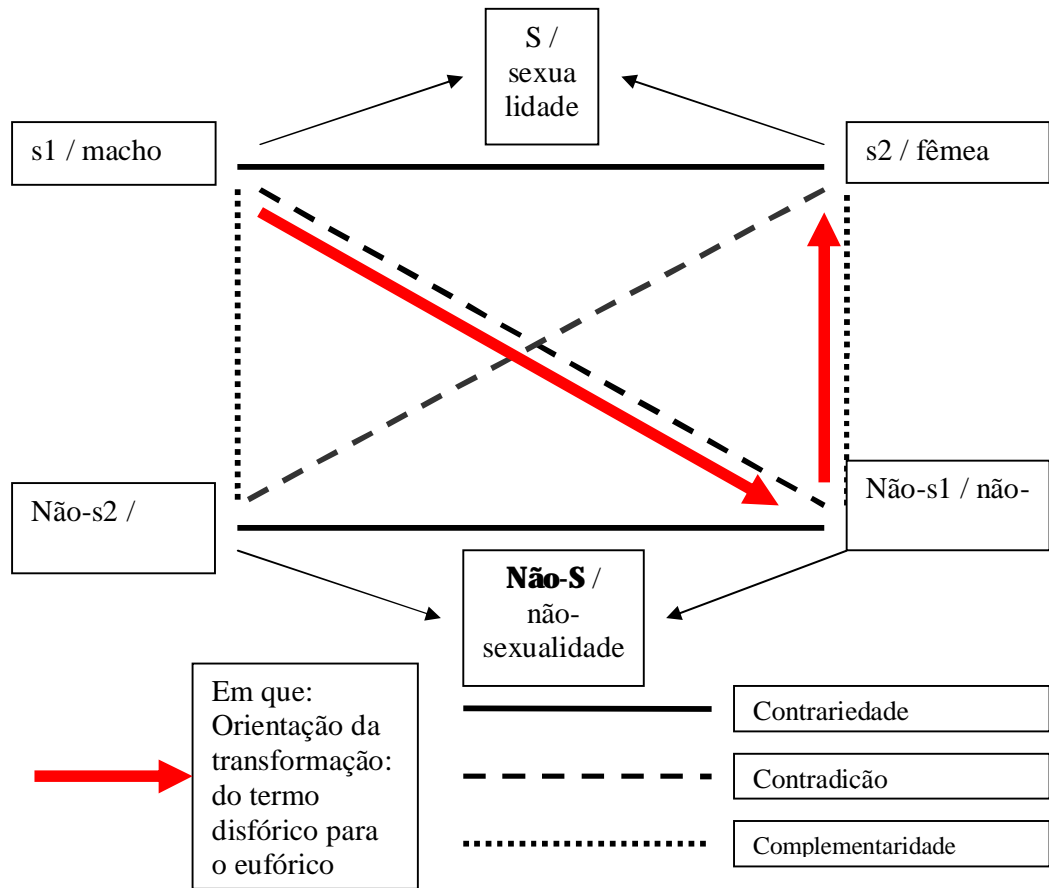 S /
sexua
lidade
s1 / macho
s2 / fêmea
Não-s2 /
Não-s1 / não-
Não-S /
não-
sexualidade
Em que:
Orientação da
transformação:
do termo
disfórico para
o eufórico
Contrariedade
Contradição
Complementaridade